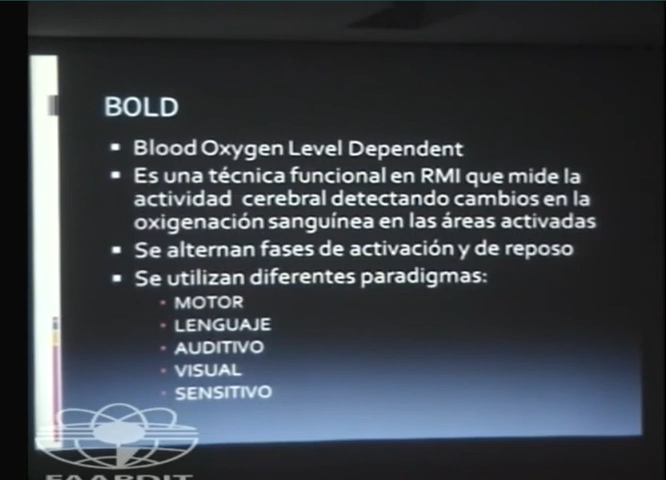 BOLD
Blood Oxygen Level Dependent
Es una técnica funcional en RMI que mide la
actividad cerebral detectando cambios en la
oxigenación sanguínea en las áreas activadas
Se alternan fases de activación y de reposo
Se utilizan diferentes paradigmas:
MOTOR
LENGUAJE
AUDITIVO
VISUAL
SENSITIVO
FAARDIT